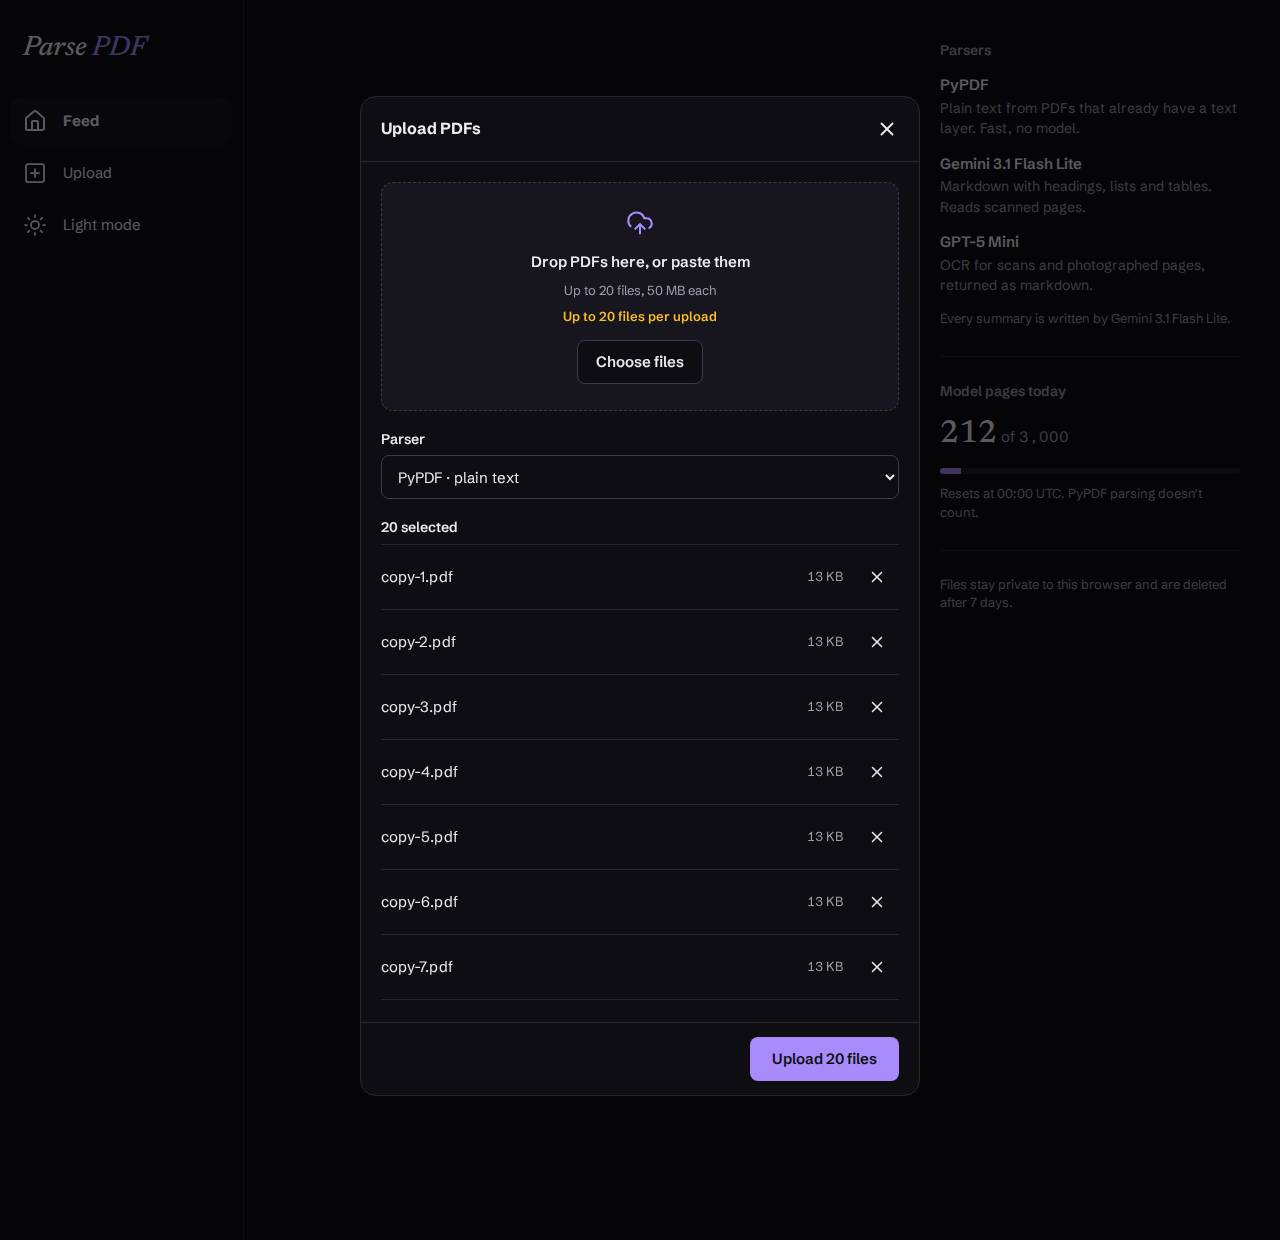 Parse PDF
Feed
Upload
Light mode
Upload PDFs
Drop PDFs here, or paste them
Up to 20 files, 50 MB each
Up to 20 files per upload
Choose files
Parser
PyPDF · plain text
20 selected
copy-1.pdf 13 KB
copy-2.pdf 13 KB
copy-3.pdf 13 KB
copy-4.pdf 13 KB
copy-5.pdf 13 KB
copy-6.pdf 13 KB
copy-7.pdf 13 KB
Upload 20 files
Parsers
PyPDF
Plain text from PDFs that already have a text
layer. Fast, no model.
Gemini 3.1 Flash Lite
Markdown with headings, lists and tables.
Reads scanned pages.
GPT-5 Mini
OCR for scans and photographed pages,
returned as markdown.
Every summary is written by Gemini 3.1 Flash Lite.
Model pages today
212 of 3,000
Resets at 00:00 UTC. PyPDF parsing doesn't
count.
Files stay private to this browser and are deleted
after 7 days.